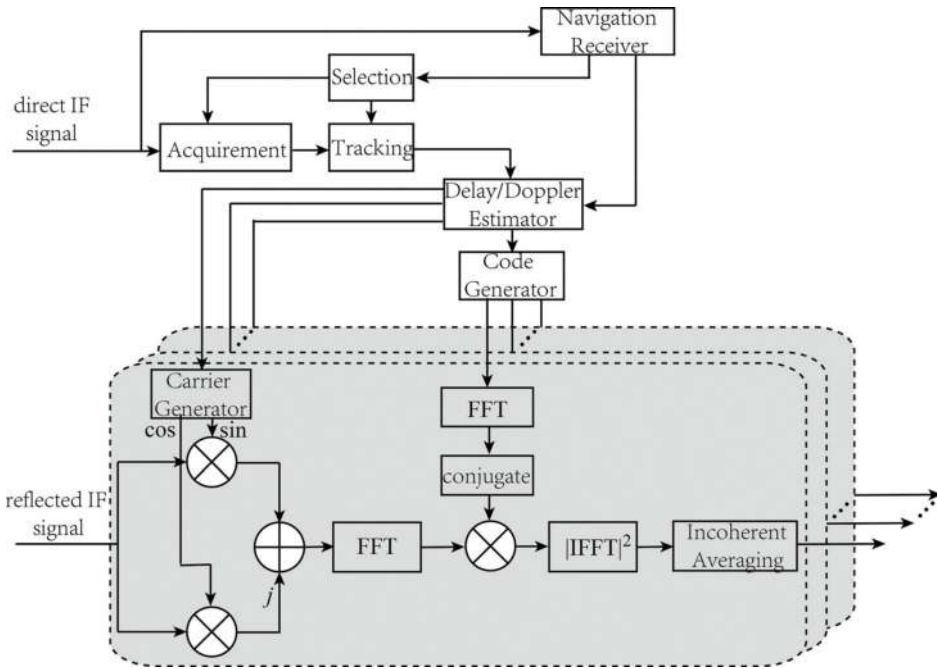 Navigation
Receiver
Selection
direct IF
signal
Acquirement
Tracking
Delay/Doppler
Estimator
Code
Generator
Carrier
Generator
cos
sin
FFT
conjugate
reflected IF
signal
FFT
|IFFT|²
Incoherent
Averaging
j